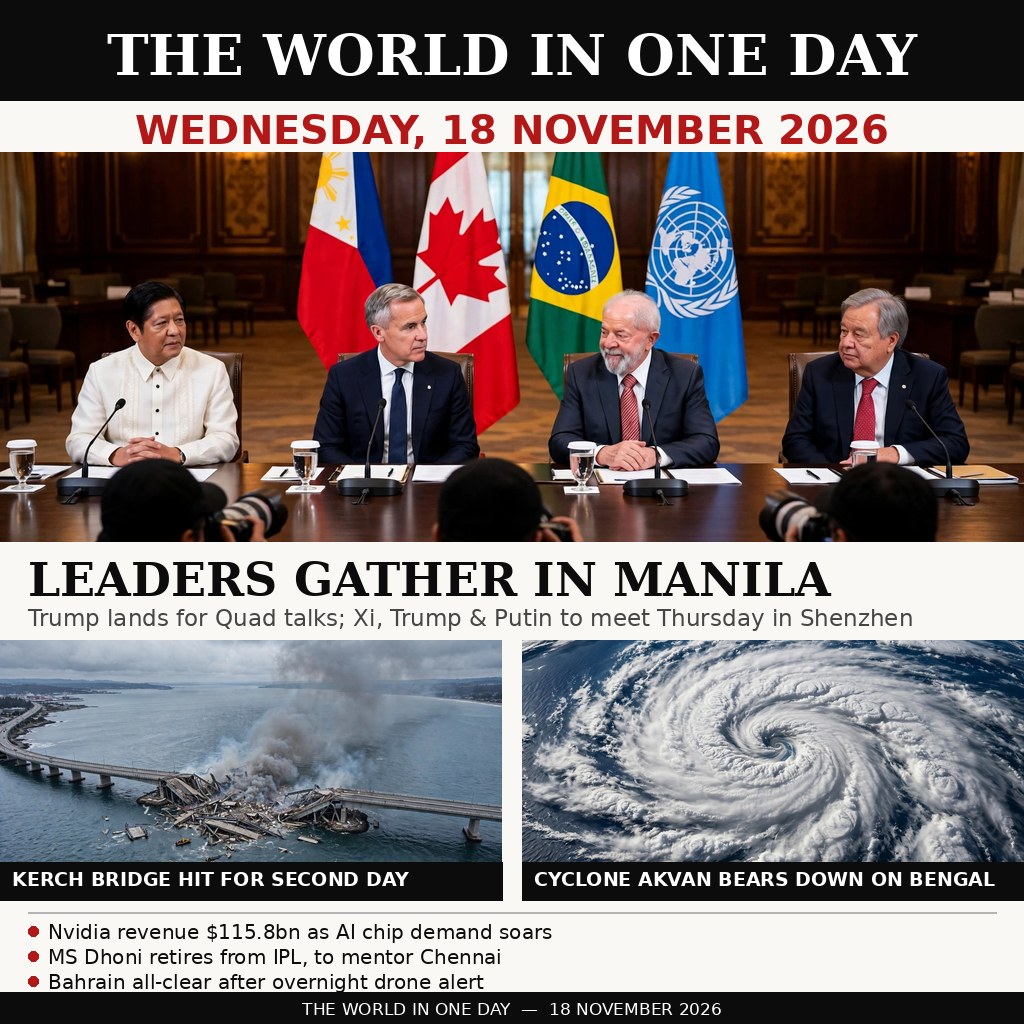 THE WORLD IN ONE DAY
WEDNESDAY, 18 NOVEMBER 2026
LEADERS GATHER IN MANILA
Trump lands for Quad talks; Xi, Trump & Putin to meet Thursday in Shenzhen
KERCH BRIDGE HIT FOR SECOND DAY
CYCLONE AKVAN BEARS DOWN ON BENGAL
Nvidia revenue $115.8bn as AI chip demand soars
MS Dhoni retires from IPL, to mentor Chennai
Bahrain all-clear after overnight drone alert
THE WORLD IN ONE DAY — 18 NOVEMBER 2026